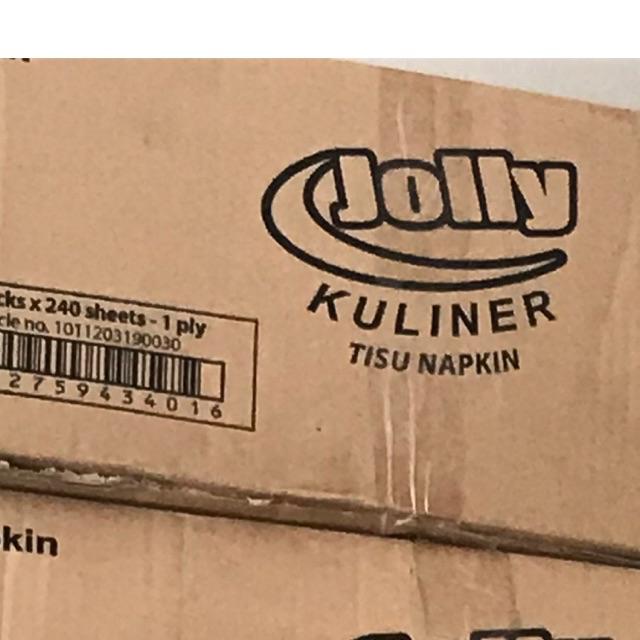 Jolly
KULINER
TISU NAPKIN
cks x 240 sheets - 1 ply
cle no. 1011203190030
2759434016
kin